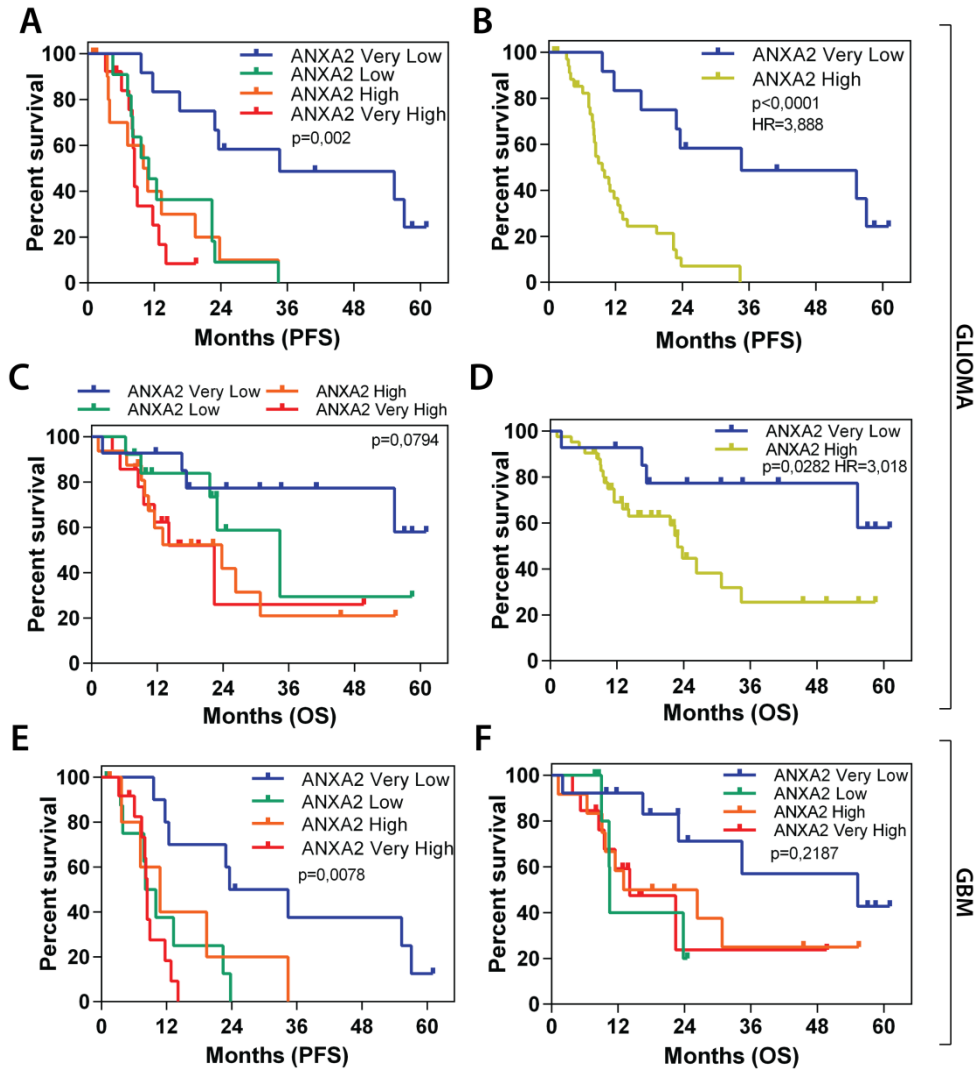 A
Percent survival
100
80
60
40
20
0
ANXA2 Very Low
ANXA2 Low
ANXA2 High
ANXA2 Very High
p=0,002
0 12 24 36 48 60
Months (PFS)
B
Percent survival
100
80
60
40
20
0
ANXA2 Very Low
ANXA2 High
p<0,0001
HR=3,888
0 12 24 36 48 60
Months (PFS)
C
ANXA2 Very Low
ANXA2 High
ANXA2 Low
ANXA2 Very High
Percent survival
100
80
60
40
20
0
p=0,0794
0 12 24 36 48 60
Months (OS)
D
Percent survival
100
80
60
40
20
0
ANXA2 Very Low
ANXA2 High
p=0,0282 HR=3,018
0 12 24 36 48 60
Months (OS)
GLIOMA
E
Percent survival
100
80
60
40
20
0
ANXA2 Very Low
ANXA2 Low
ANXA2 High
ANXA2 Very High
p=0,0078
0 12 24 36 48 60
Months (PFS)
F
Percent survival
100
80
60
40
20
0
ANXA2 Very Low
ANXA2 Low
ANXA2 High
ANXA2 Very High
p=0,2187
0 12 24 36 48 60
Months (OS)
GBM